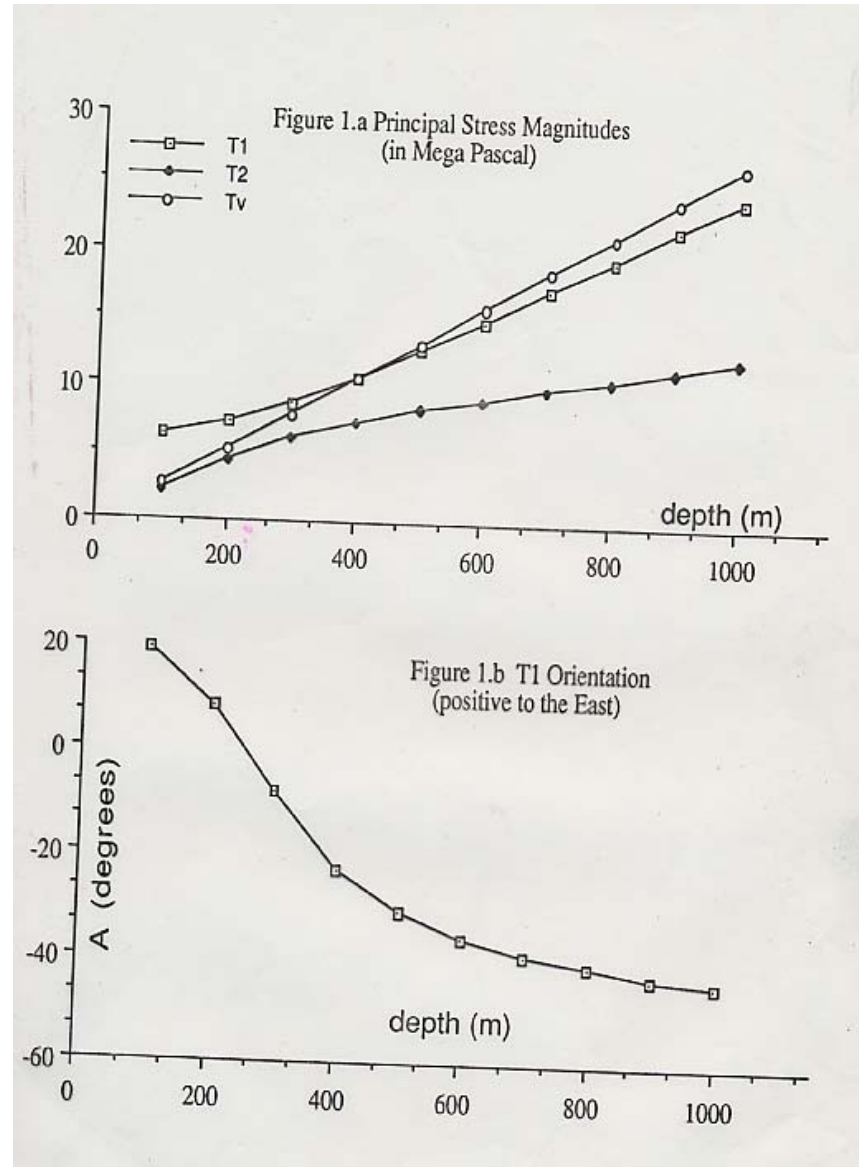 30
Figure 1.a Principal Stress Magnitudes
(in Mega Pascal)
T1
T2
Tv
20
10
0
depth (m)
0
200
400
600
800
1000
20
Figure 1.b T1 Orientation
(positive to the East)
0
A (degrees)
-20
-40
depth (m)
-60
0
200
400
600
800
1000